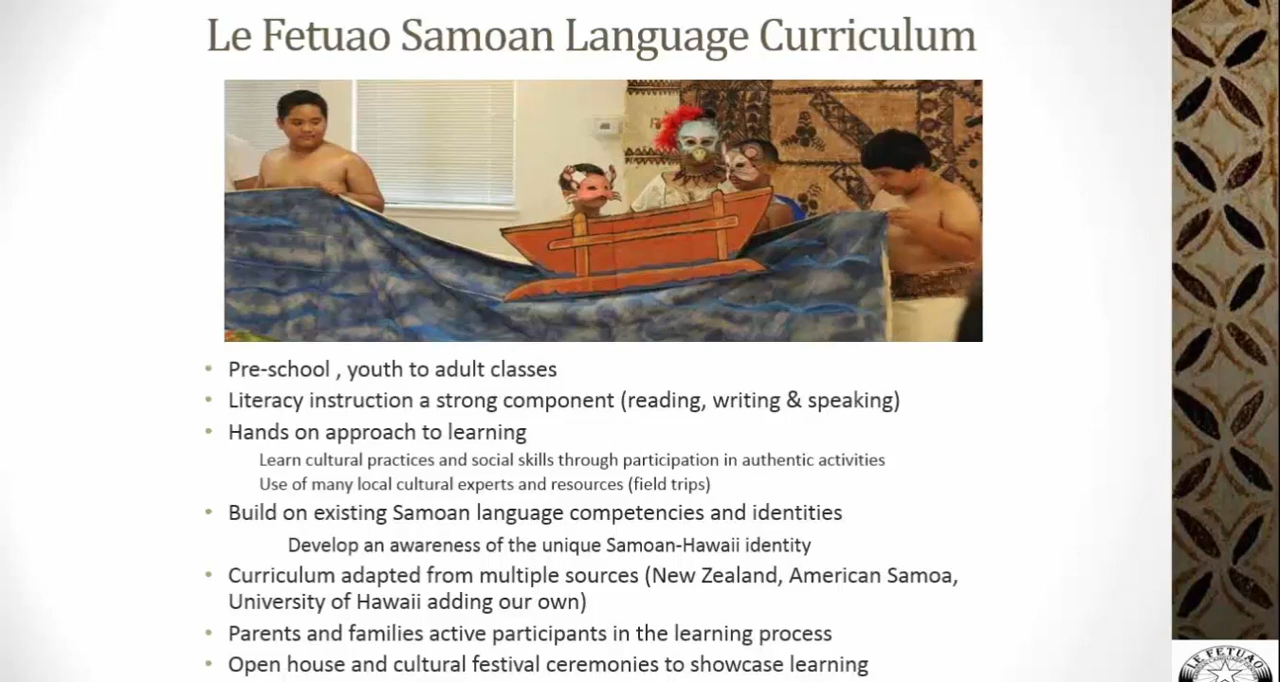 Le Fetuao Samoan Language Curriculum
• Pre-school , youth to adult classes
• Literacy instruction a strong component (reading, writing & speaking)
• Hands on approach to learning
Learn cultural practices and social skills through participation in authentic activities
Use of many local cultural experts and resources (field trips)
• Build on existing Samoan language competencies and identities
Develop an awareness of the unique Samoan-Hawaii identity
• Curriculum adapted from multiple sources (New Zealand, American Samoa,
University of Hawaii adding our own)
• Parents and families active participants in the learning process
• Open house and cultural festival ceremonies to showcase learning
LE FETUAO